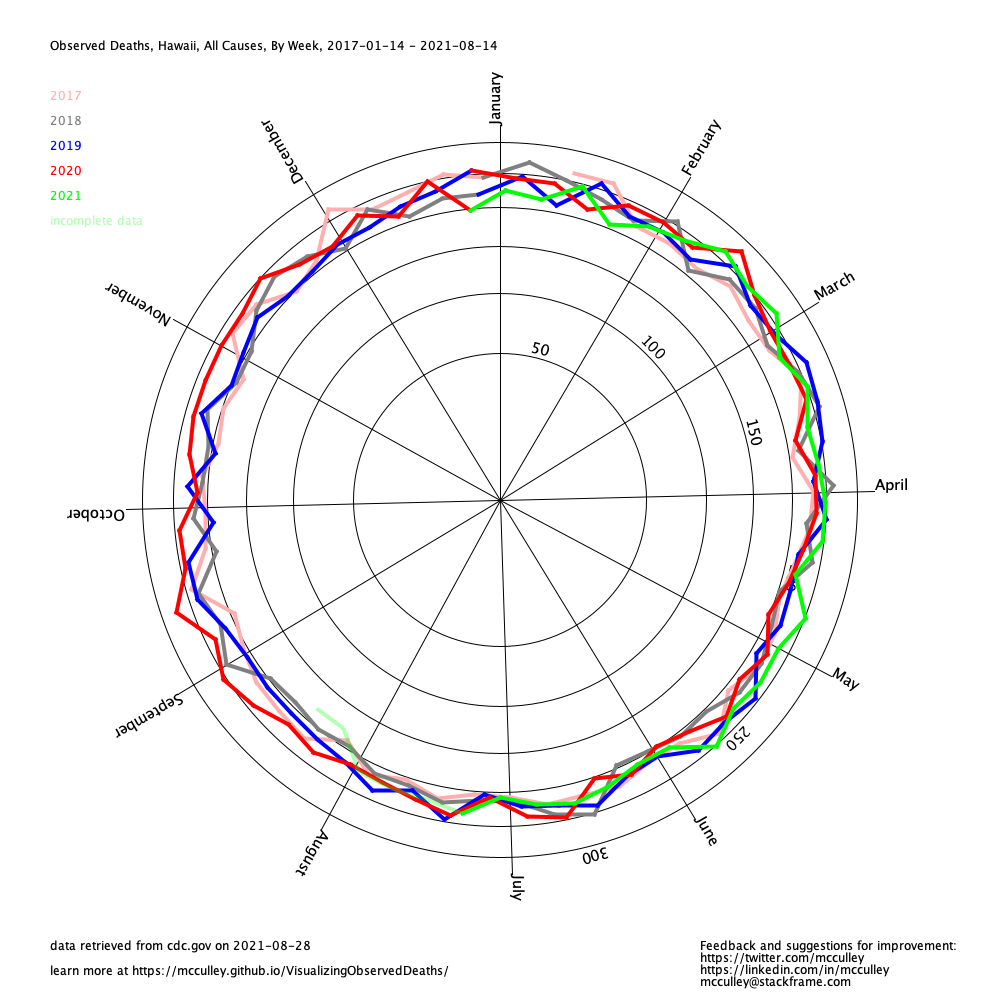 Observed Deaths, Hawaii, All Causes, By Week, 2017-01-14 - 2021-08-14
2017
2018
2019
2020
2021
incomplete data
January
February
March
April
May
June
July
August
September
October
November
December
50
100
150
250
300
data retrieved from cdc.gov on 2021-08-28
learn more at https://mcculley.github.io/VisualizingObservedDeaths/
Feedback and suggestions for improvement:
https://twitter.com/mcculley
https://linkedin.com/in/mcculley
mcculley@stackframe.com